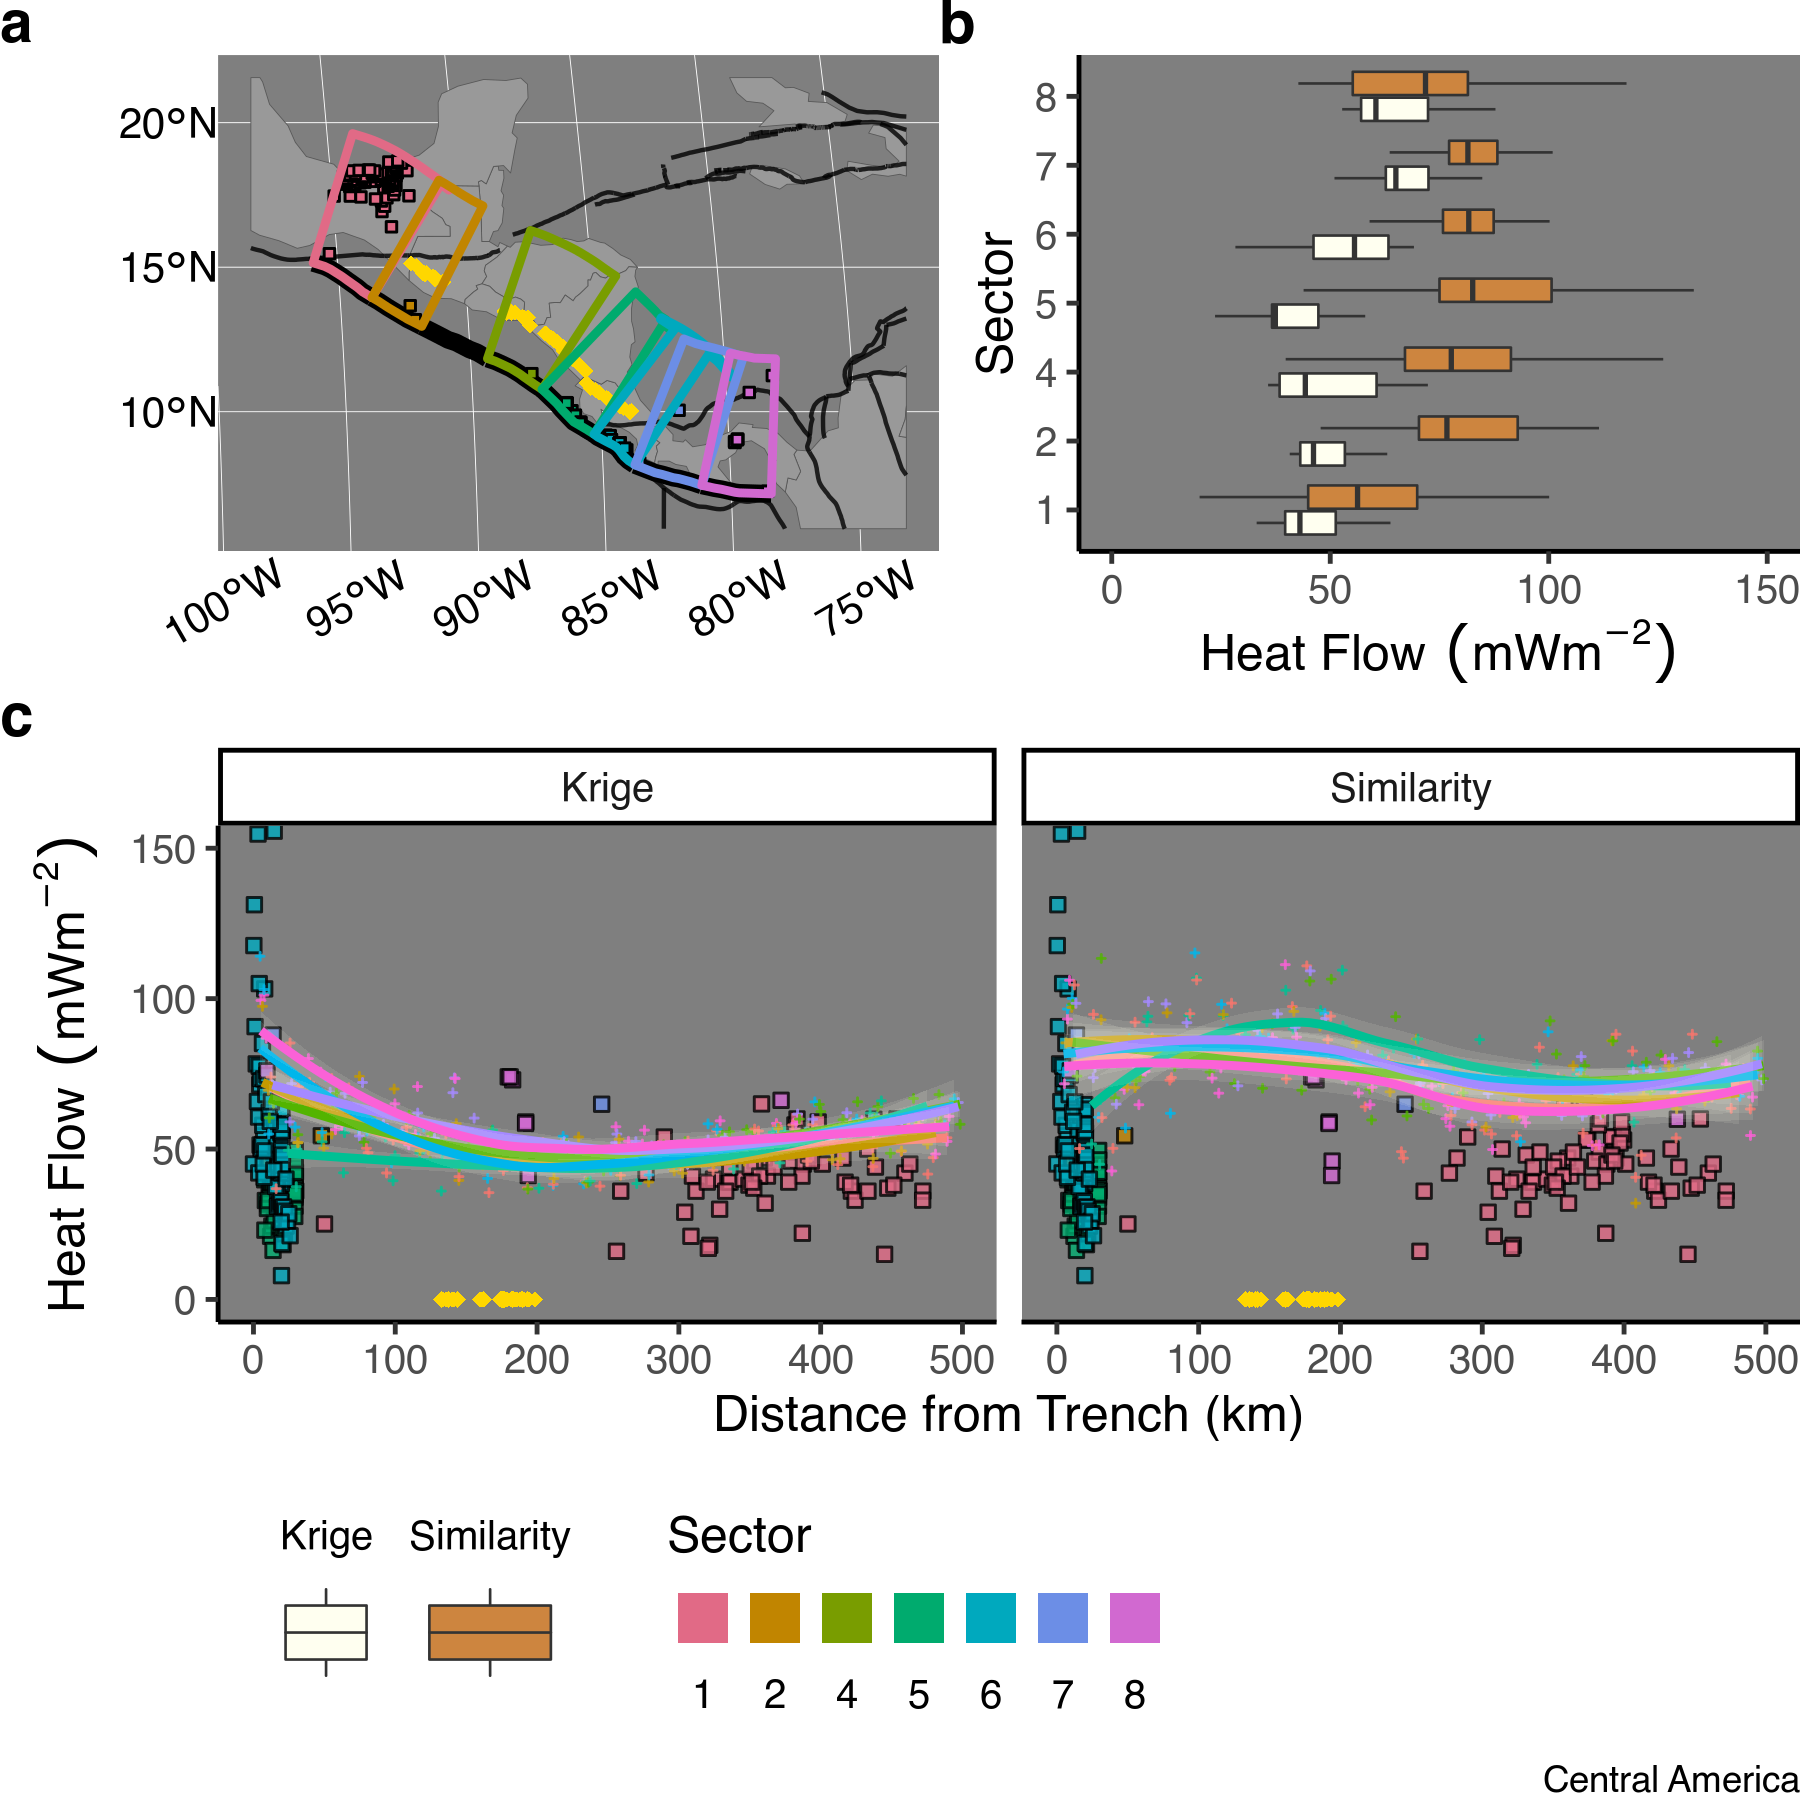 a
20°N
15°N
10°N
100°W 95°W 90°W 85°W 80°W 75°W
b
Sector
8
7
6
5
4
2
1
0 50 100 150
Heat Flow (mWm⁻²)
c
Krige Similarity
Heat Flow (mWm⁻²)
150
100
50
0
0 100 200 300 400 500 0 100 200 300 400 500
Distance from Trench (km)
Krige Similarity
Sector
1 2 4 5 6 7 8
Central America